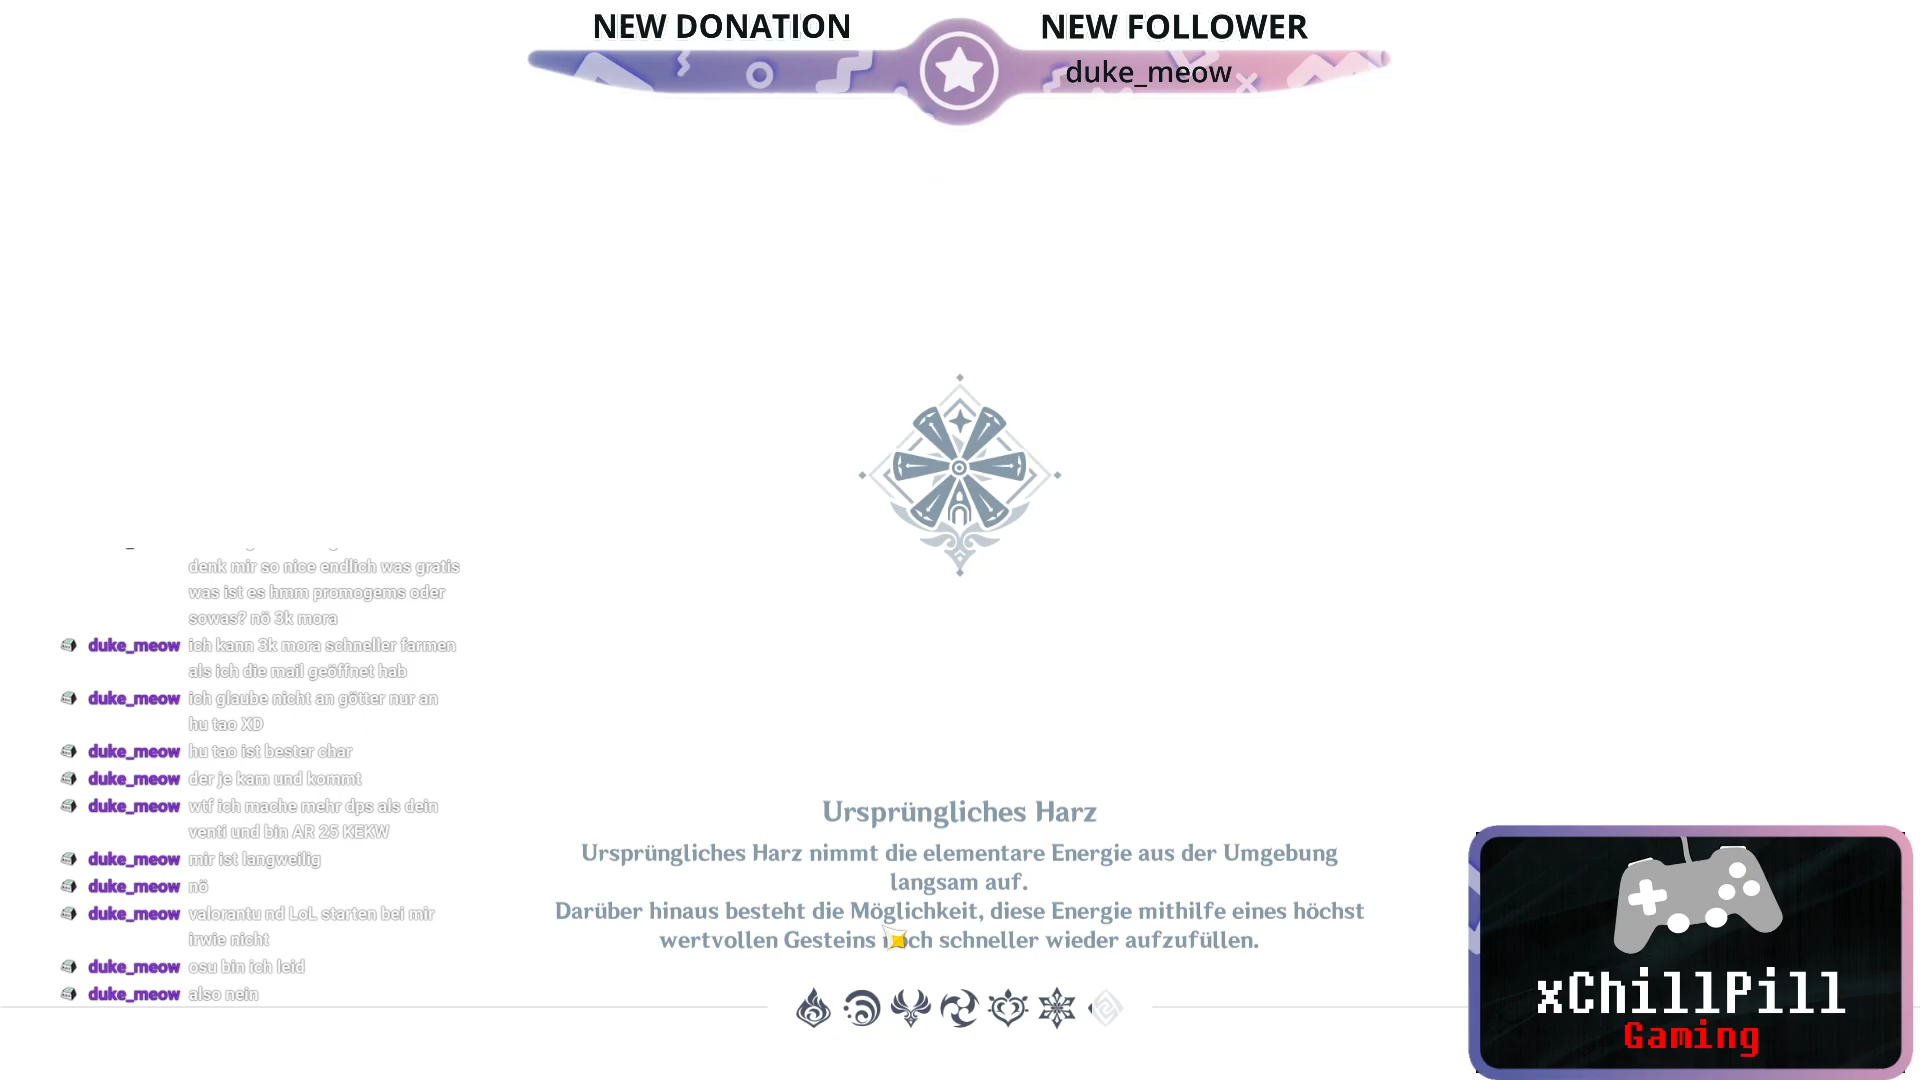 NEW DONATION
NEW FOLLOWER
duke_meow
denk mir so nice endlich was gratis
was ist es hmm promogems oder
sowas? nö 3k mora
duke_meow ich kann 3k mora schneller farmen
als ich die mail geöffnet hab
duke_meow ich glaube nicht an götter nur an
hu tao XD
duke_meow hu tao ist bester char
duke_meow der je kam und kommt
duke_meow wtf ich mache mehr dps als dein
venti und bin AR 25 KEKW
duke_meow mir ist langweilig
duke_meow nö
duke_meow valorantu nd LoL starten bei mir
irwie nicht
duke_meow osu bin ich leid
duke_meow also nein
Ursprüngliches Harz
Ursprüngliches Harz nimmt die elementare Energie aus der Umgebung
langsam auf.
Darüber hinaus besteht die Möglichkeit, diese Energie mithilfe eines höchst
wertvollen Gesteins noch schneller wieder aufzufüllen.
xChillPill
Gaming